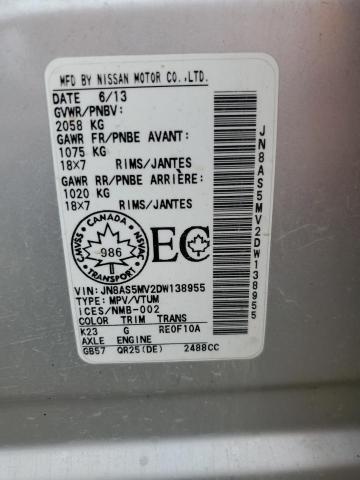 MFD BY NISSAN MOTOR CO.,LTD.
DATE 6/13
GVWR/PNBV:
2058 KG
GAWR FR/PNBE AVANT:
1075 KG
18X7 RIMS/JANTES
GAWR RR/PNBE ARRIÈRE:
1020 KG
18X7 RIMS/JANTES
CANADA
CMVSS 986 NSVAC
TRANSPORT
EC
VIN: JN8AS5MV2DW138955
TYPE: MPV/VTUM
ICES/NMB-002
COLOR TRIM TRANS
K23 G RE0F10A
AXLE ENGINE
GB57 QR25(DE) 2488CC
JN8AS5MV2DW138955